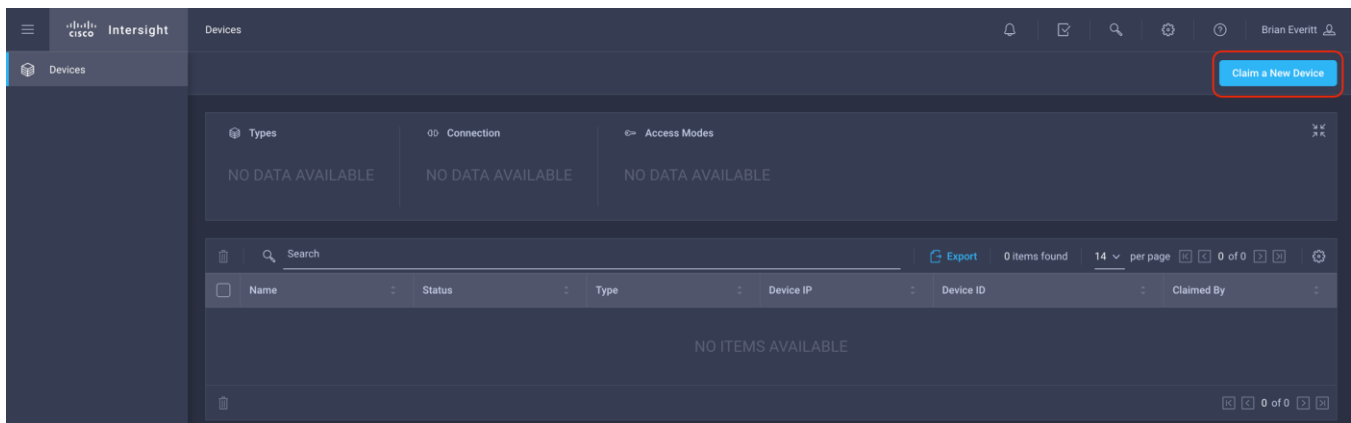 CISCO Intersight Devices Brian Everitt
Devices
Claim a New Device
Types Connection Access Modes
NO DATA AVAILABLE NO DATA AVAILABLE NO DATA AVAILABLE
Search Export 0 items found 14 per page 0 of 0
Name Status Type Device IP Device ID Claimed By
NO ITEMS AVAILABLE
0 of 0